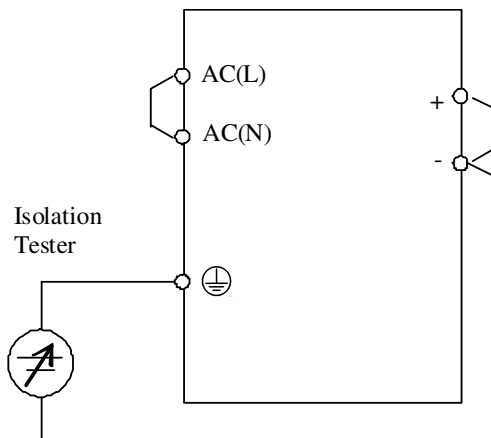 AC(L)
+
AC(N)
-
Isolation
Tester